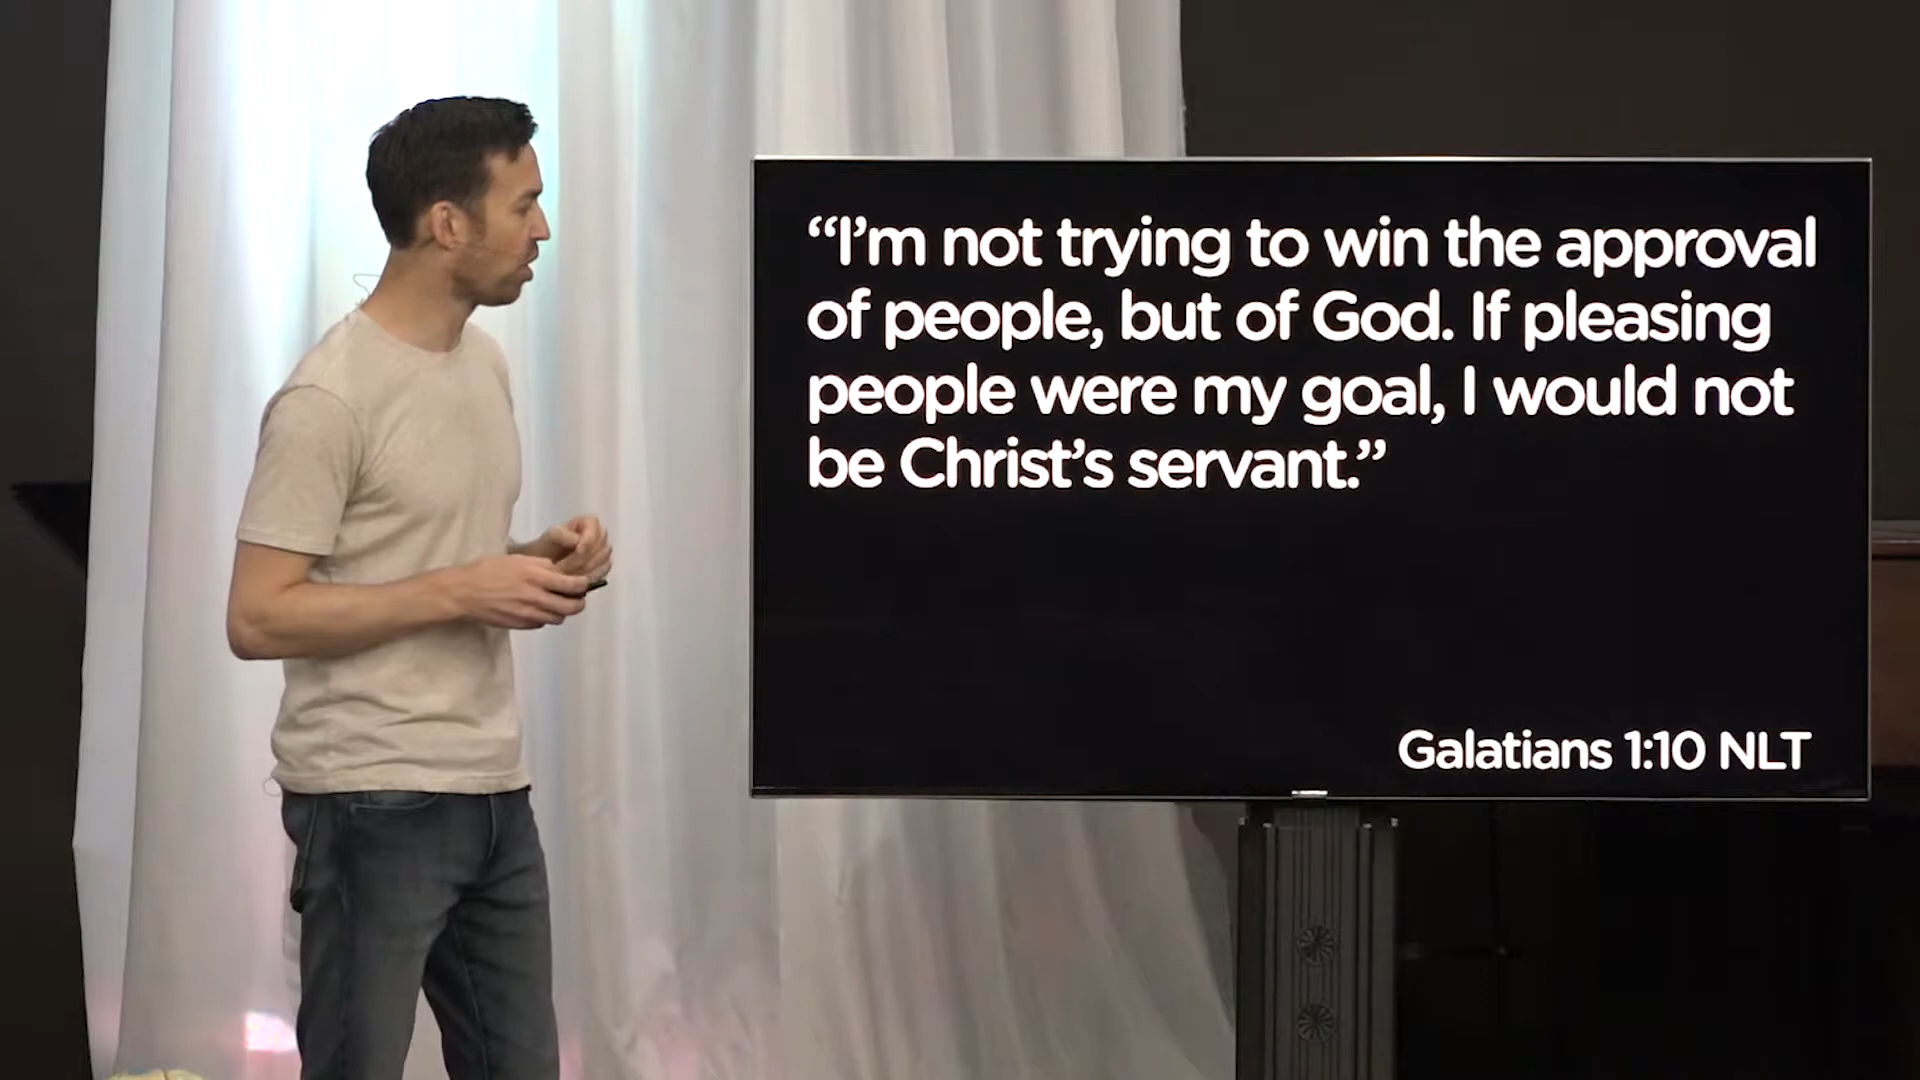 “I’m not trying to win the approval
of people, but of God. If pleasing
people were my goal, I would not
be Christ’s servant.”
Galatians 1:10 NLT